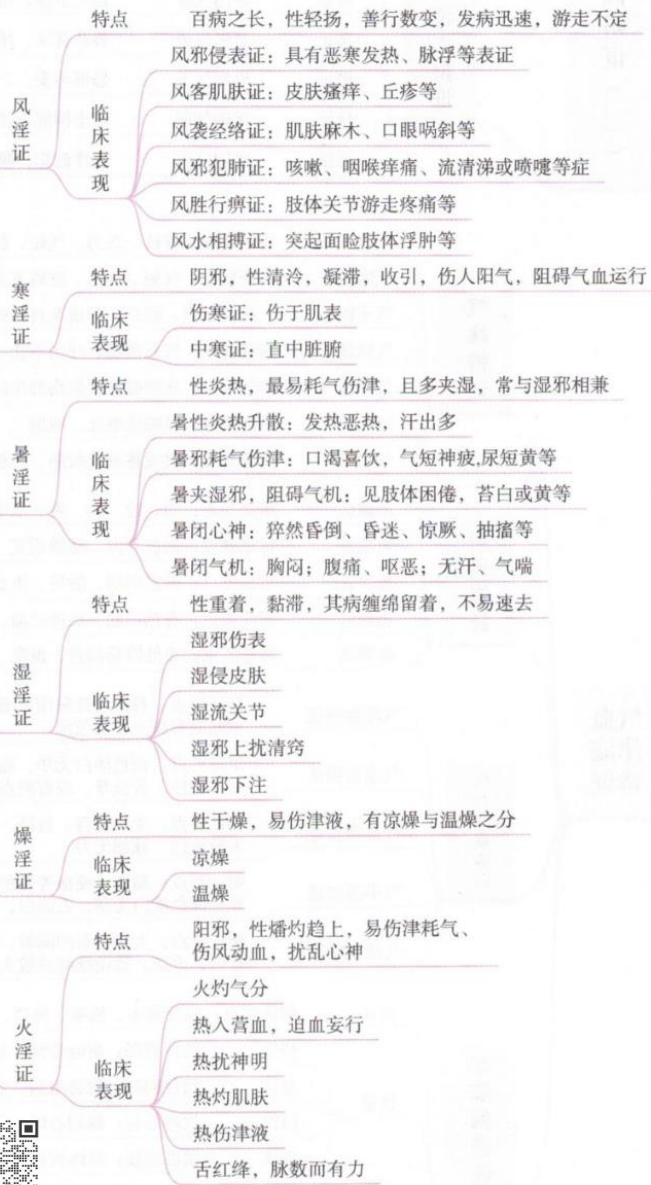 风淫证
特点
百病之长，性轻扬，善行数变，发病迅速，游走不定
临床表现
风邪侵表证：具有恶寒发热、脉浮等表证
风客肌肤证：皮肤瘙痒、丘疹等
风袭经络证：肌肤麻木、口眼㖞斜等
风邪犯肺证：咳嗽、咽喉痒痛、流清涕或喷嚏等症
风胜行痹证：肢体关节游走疼痛等
风水相搏证：突起面睑肢体浮肿等
寒淫证
特点
阴邪，性清冷，凝滞，收引，伤人阳气，阻碍气血运行
临床
表现
伤寒证：伤于肌表
中寒证：直中脏腑
暑淫证
特点
性炎热，最易耗气伤津，且多夹湿，常与湿邪相兼
临床表现
暑性炎热升散：发热恶热，汗出多
暑邪耗气伤津：口渴喜饮，气短神疲,尿短黄等
暑夹湿邪，阻碍气机：见肢体困倦，苔白或黄等
暑闭心神：猝然昏倒、昏迷、惊厥、抽搐等
暑闭气机：胸闷；腹痛、呕恶；无汗、气喘
湿淫证
特点
性重着，黏滞，其病缠绵留着，不易速去
临床
表现
湿邪伤表
湿侵皮肤
湿流关节
湿邪上扰清窍
湿邪下注
燥淫证
特点
性干燥，易伤津液，有凉燥与温燥之分
临床
表现
凉燥
温燥
火淫证
特点
阳邪，性燔灼趋上，易伤津耗气、
伤风动血，扰乱心神
临床
表现
火灼气分
热入营血，迫血妄行
热扰神明
热灼肌肤
热伤津液
舌红绛，脉数而有力